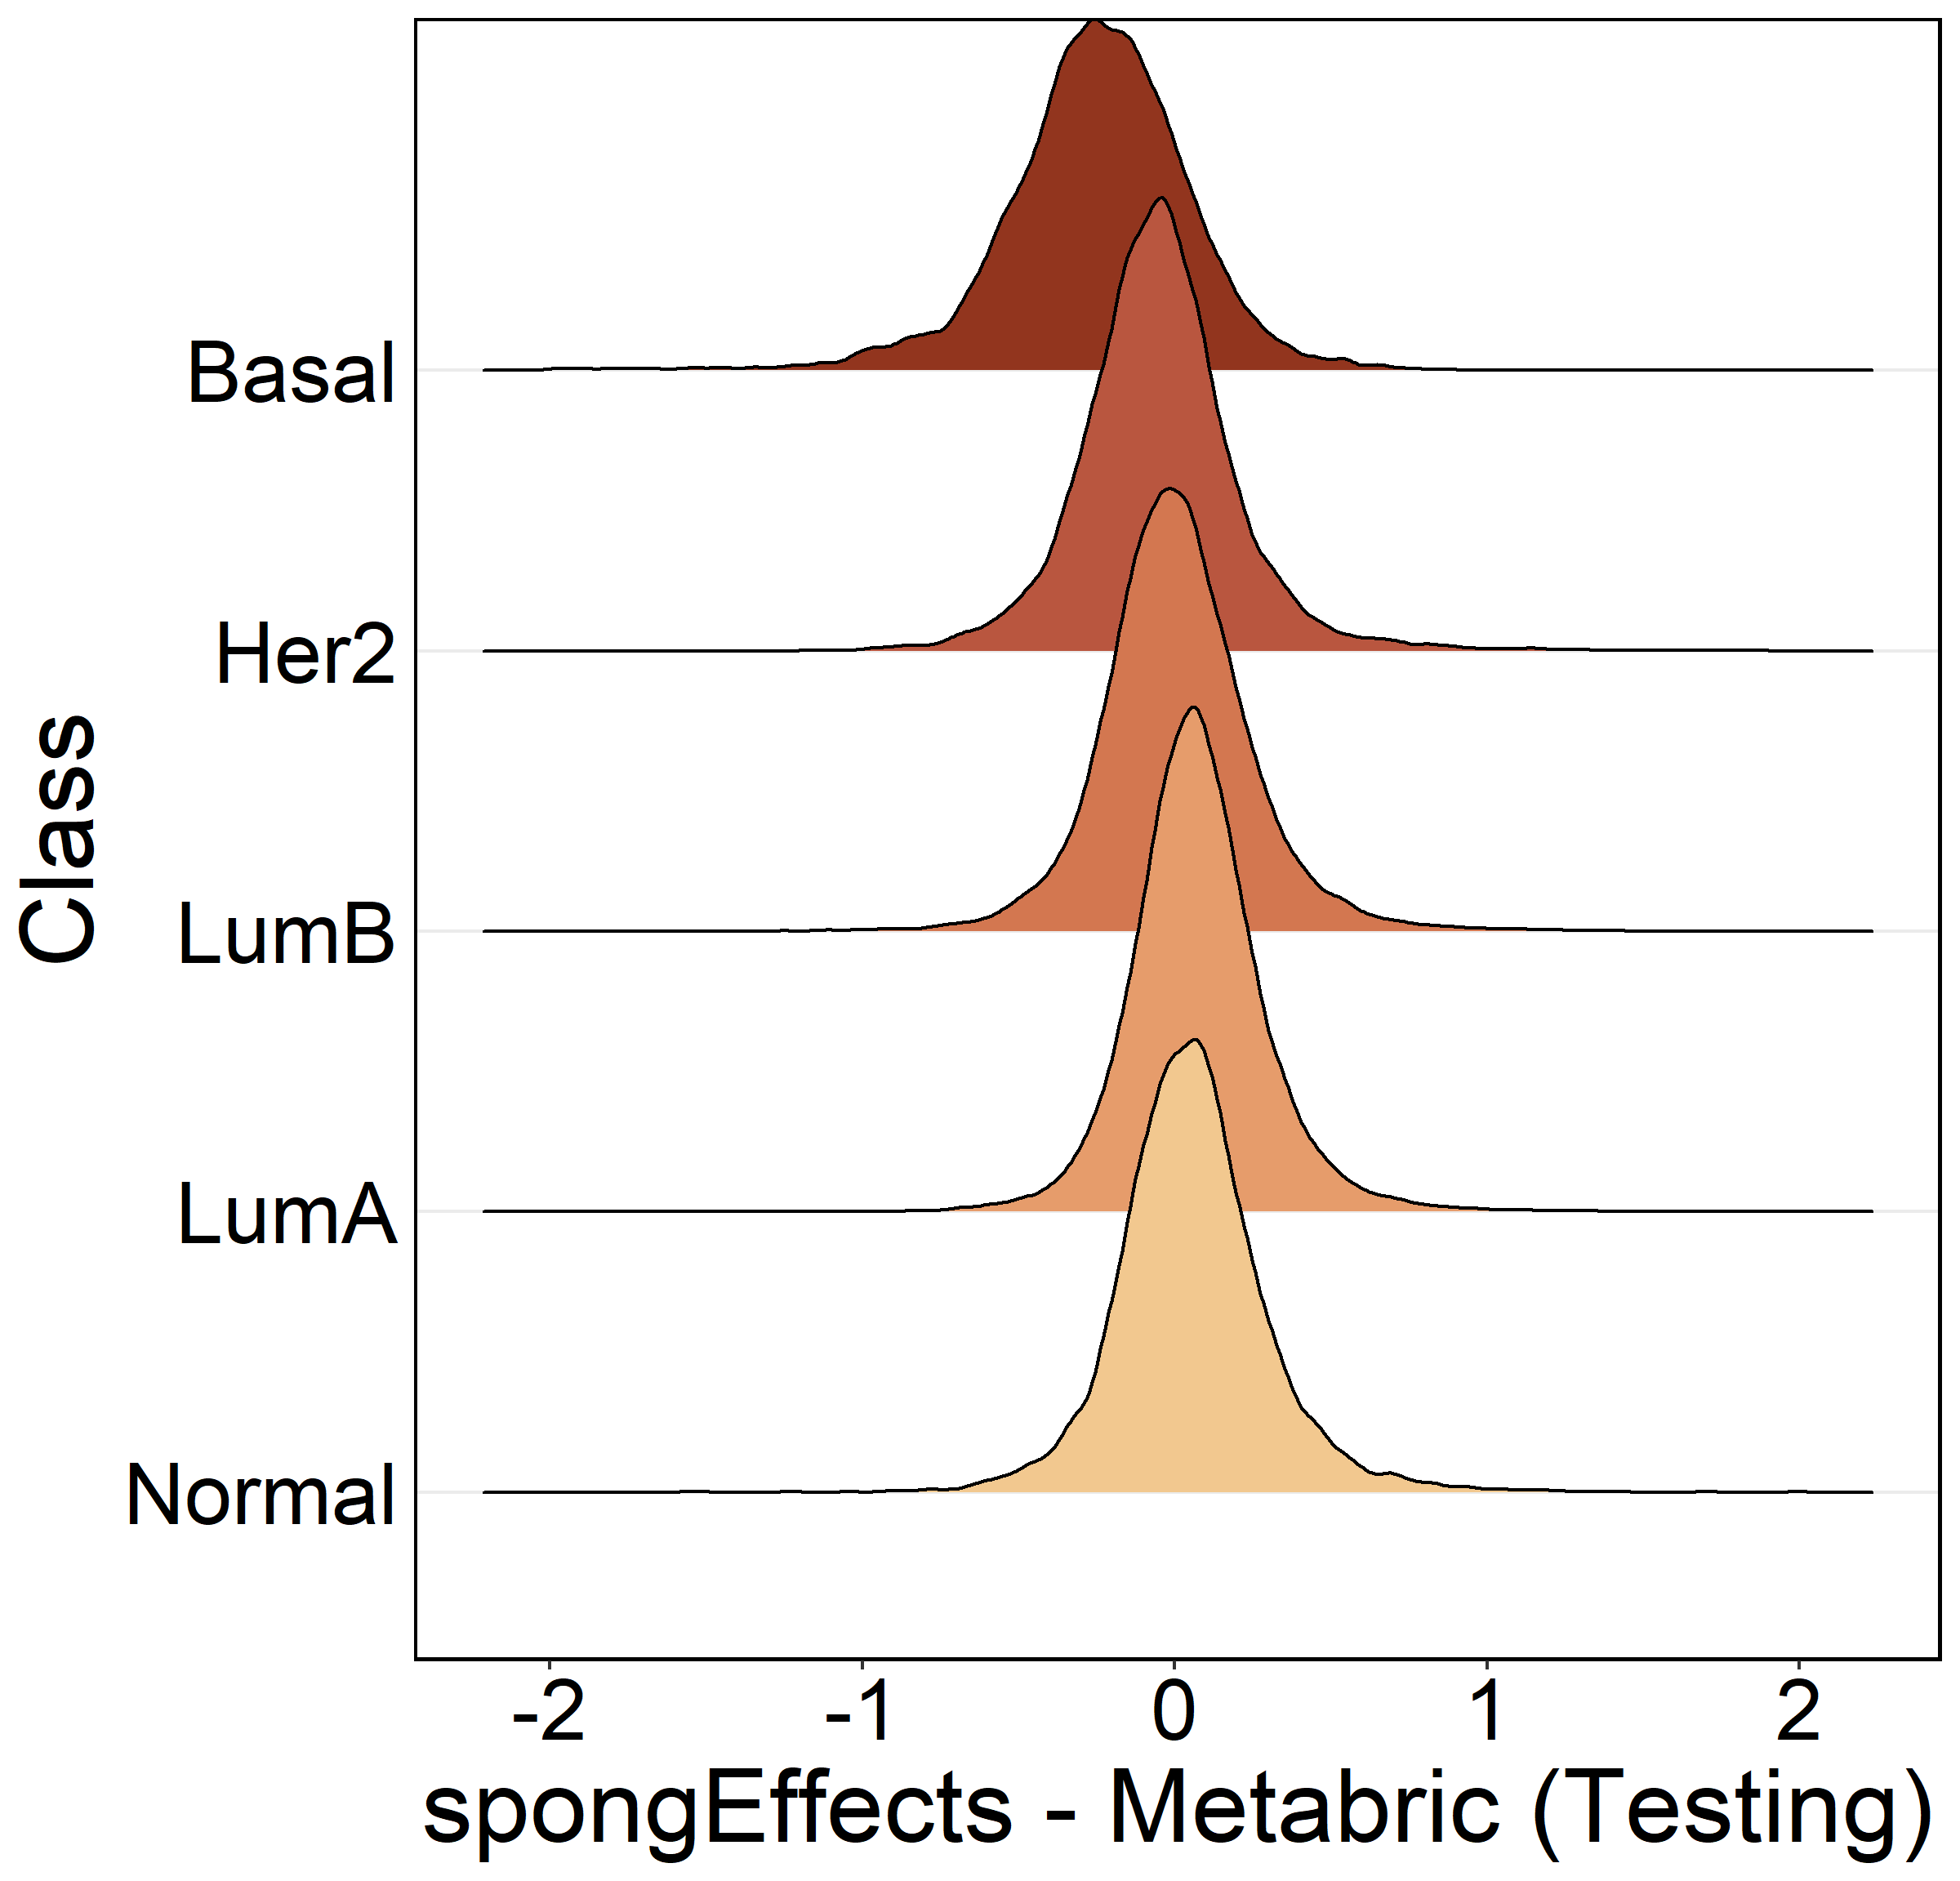 Class
Basal
Her2
LumB
LumA
Normal
-2 -1 0 1 2
spongEffects - Metabric (Testing)